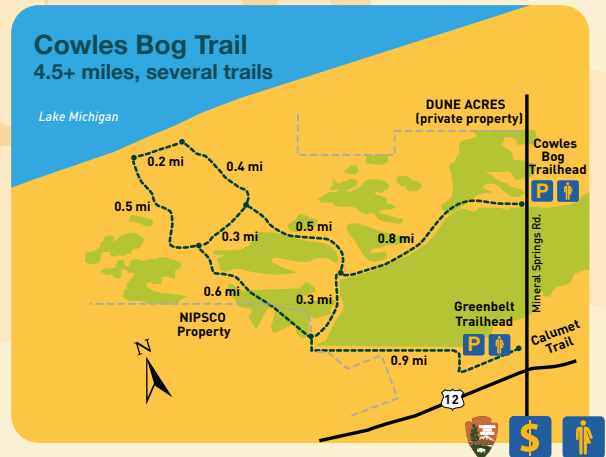 Cowles Bog Trail
4.5+ miles, several trails
Lake Michigan
DUNE ACRES
(private property)
Cowles
Bog
Trailhead
P
0.2 mi
0.4 mi
0.5 mi
0.3 mi
0.5 mi
0.8 mi
Mineral Springs Rd.
0.6 mi
0.3 mi
NIPSCO
Property
Greenbelt
Trailhead
P
Calumet
Trail
N
0.9 mi
12
$